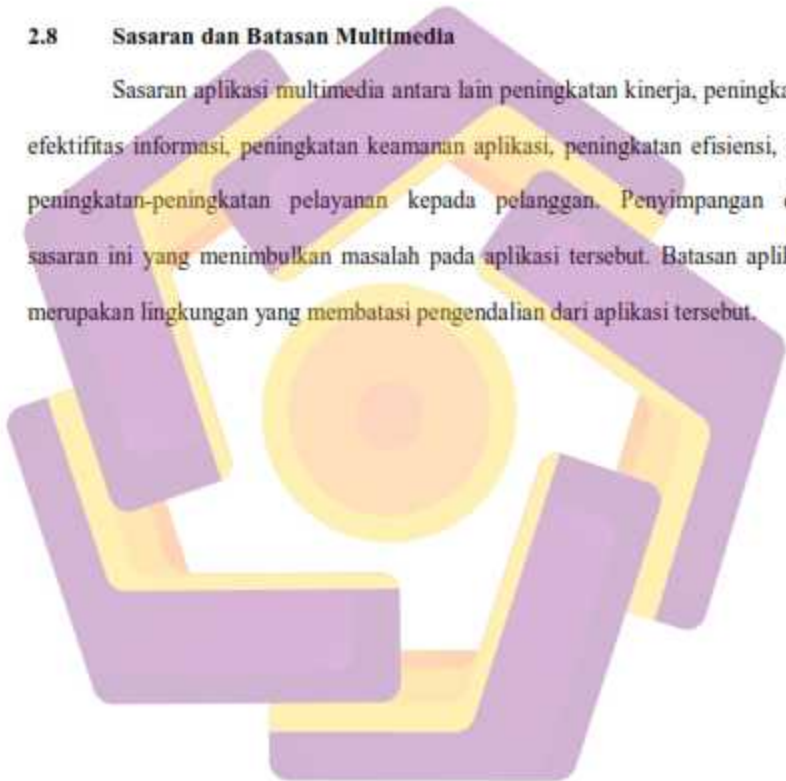 2.8 Sasaran dan Batasan Multimedia
Sasaran aplikasi multimedia antara lain peningkatan kinerja, peningka
efektifitas informasi, peningkatan keamanan aplikasi, peningkatan efisiensi,
peningkatan-peningkatan pelayanan kepada pelanggan. Penyimpangan
sasaran ini yang menimbulkan masalah pada aplikasi tersebut. Batasan aplik
merupakan lingkungan yang membatasi pengendalian dari aplikasi tersebut.